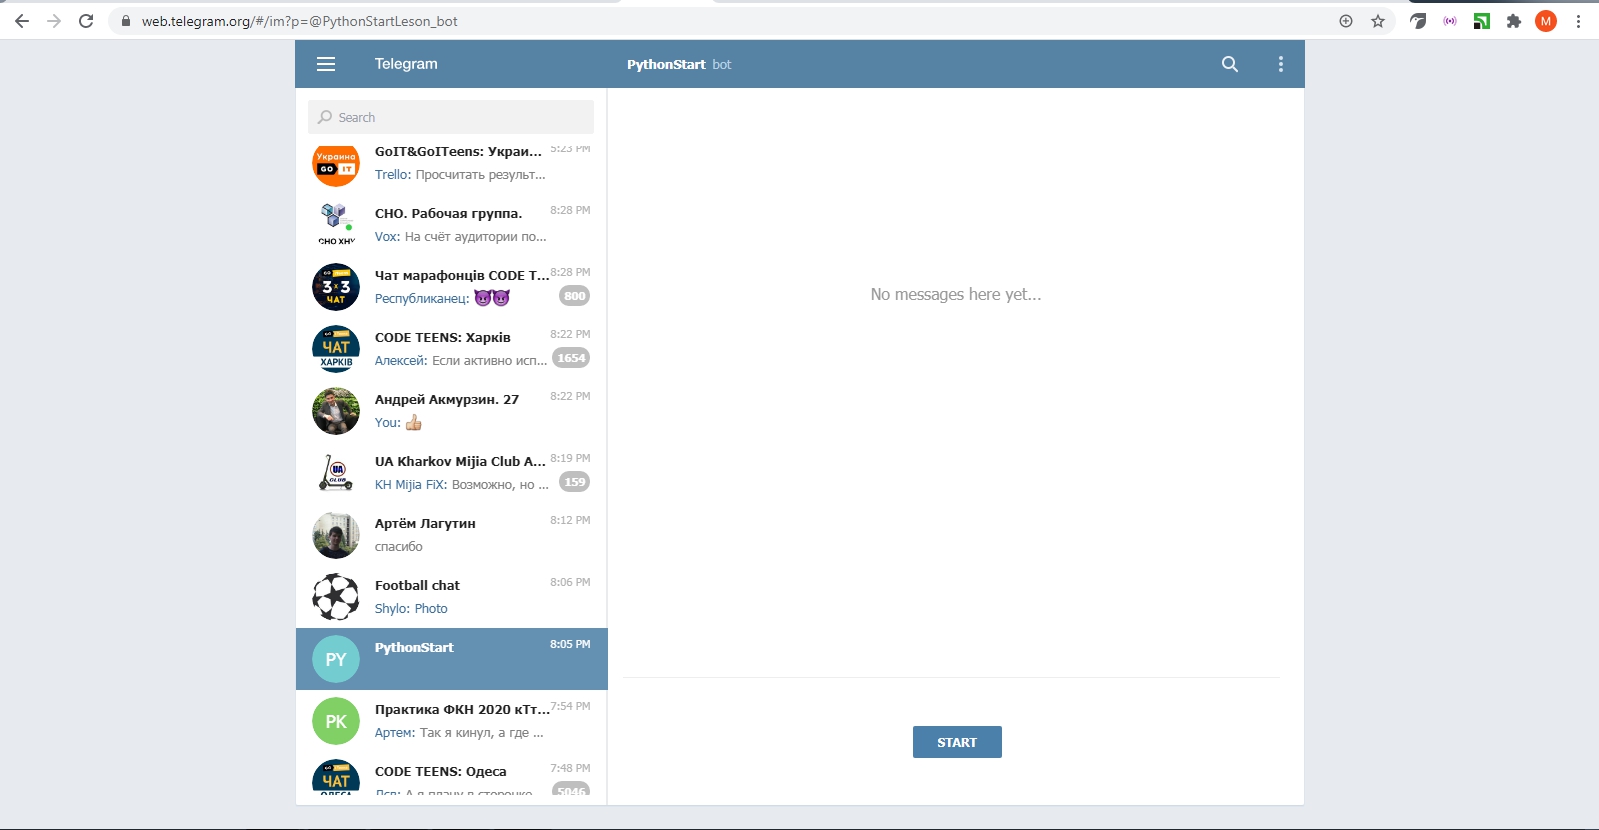 web.telegram.org/#/im?p=@PythonStartLeson_bot
M
Telegram
PythonStart bot
Search
Украина
GO IT
GoIT&GoITeens: Украи... 5:23 PM
Trello: Просчитать результ...
СНО ХНУ
СНО. Рабочая группа. 8:28 PM
Vox: На счёт аудитории по...
3x3
ЧАТ
Чат марафонців CODE T... 8:28 PM
Республиканец: 😈😈 800
ЧАТ
ХАРКІВ
CODE TEENS: Харків 8:22 PM
Алексей: Если активно исп... 1654
Андрей Акмурзин. 27 8:22 PM
You: 👍🏻
UA
CLUB
UA Kharkov Mijia Club A... 8:19 PM
KH Mijia FiX: Возможно, но ... 159
Артём Лагутин 8:12 PM
спасибо
Football chat 8:06 PM
Shylo: Photo
PY
PythonStart 8:05 PM
PK
Практика ФКН 2020 кТт... 7:54 PM
Артем: Так я кинул, а где ...
ЧАТ
ОДЕСА
CODE TEENS: Одеса 7:48 PM
5046
No messages here yet...
START